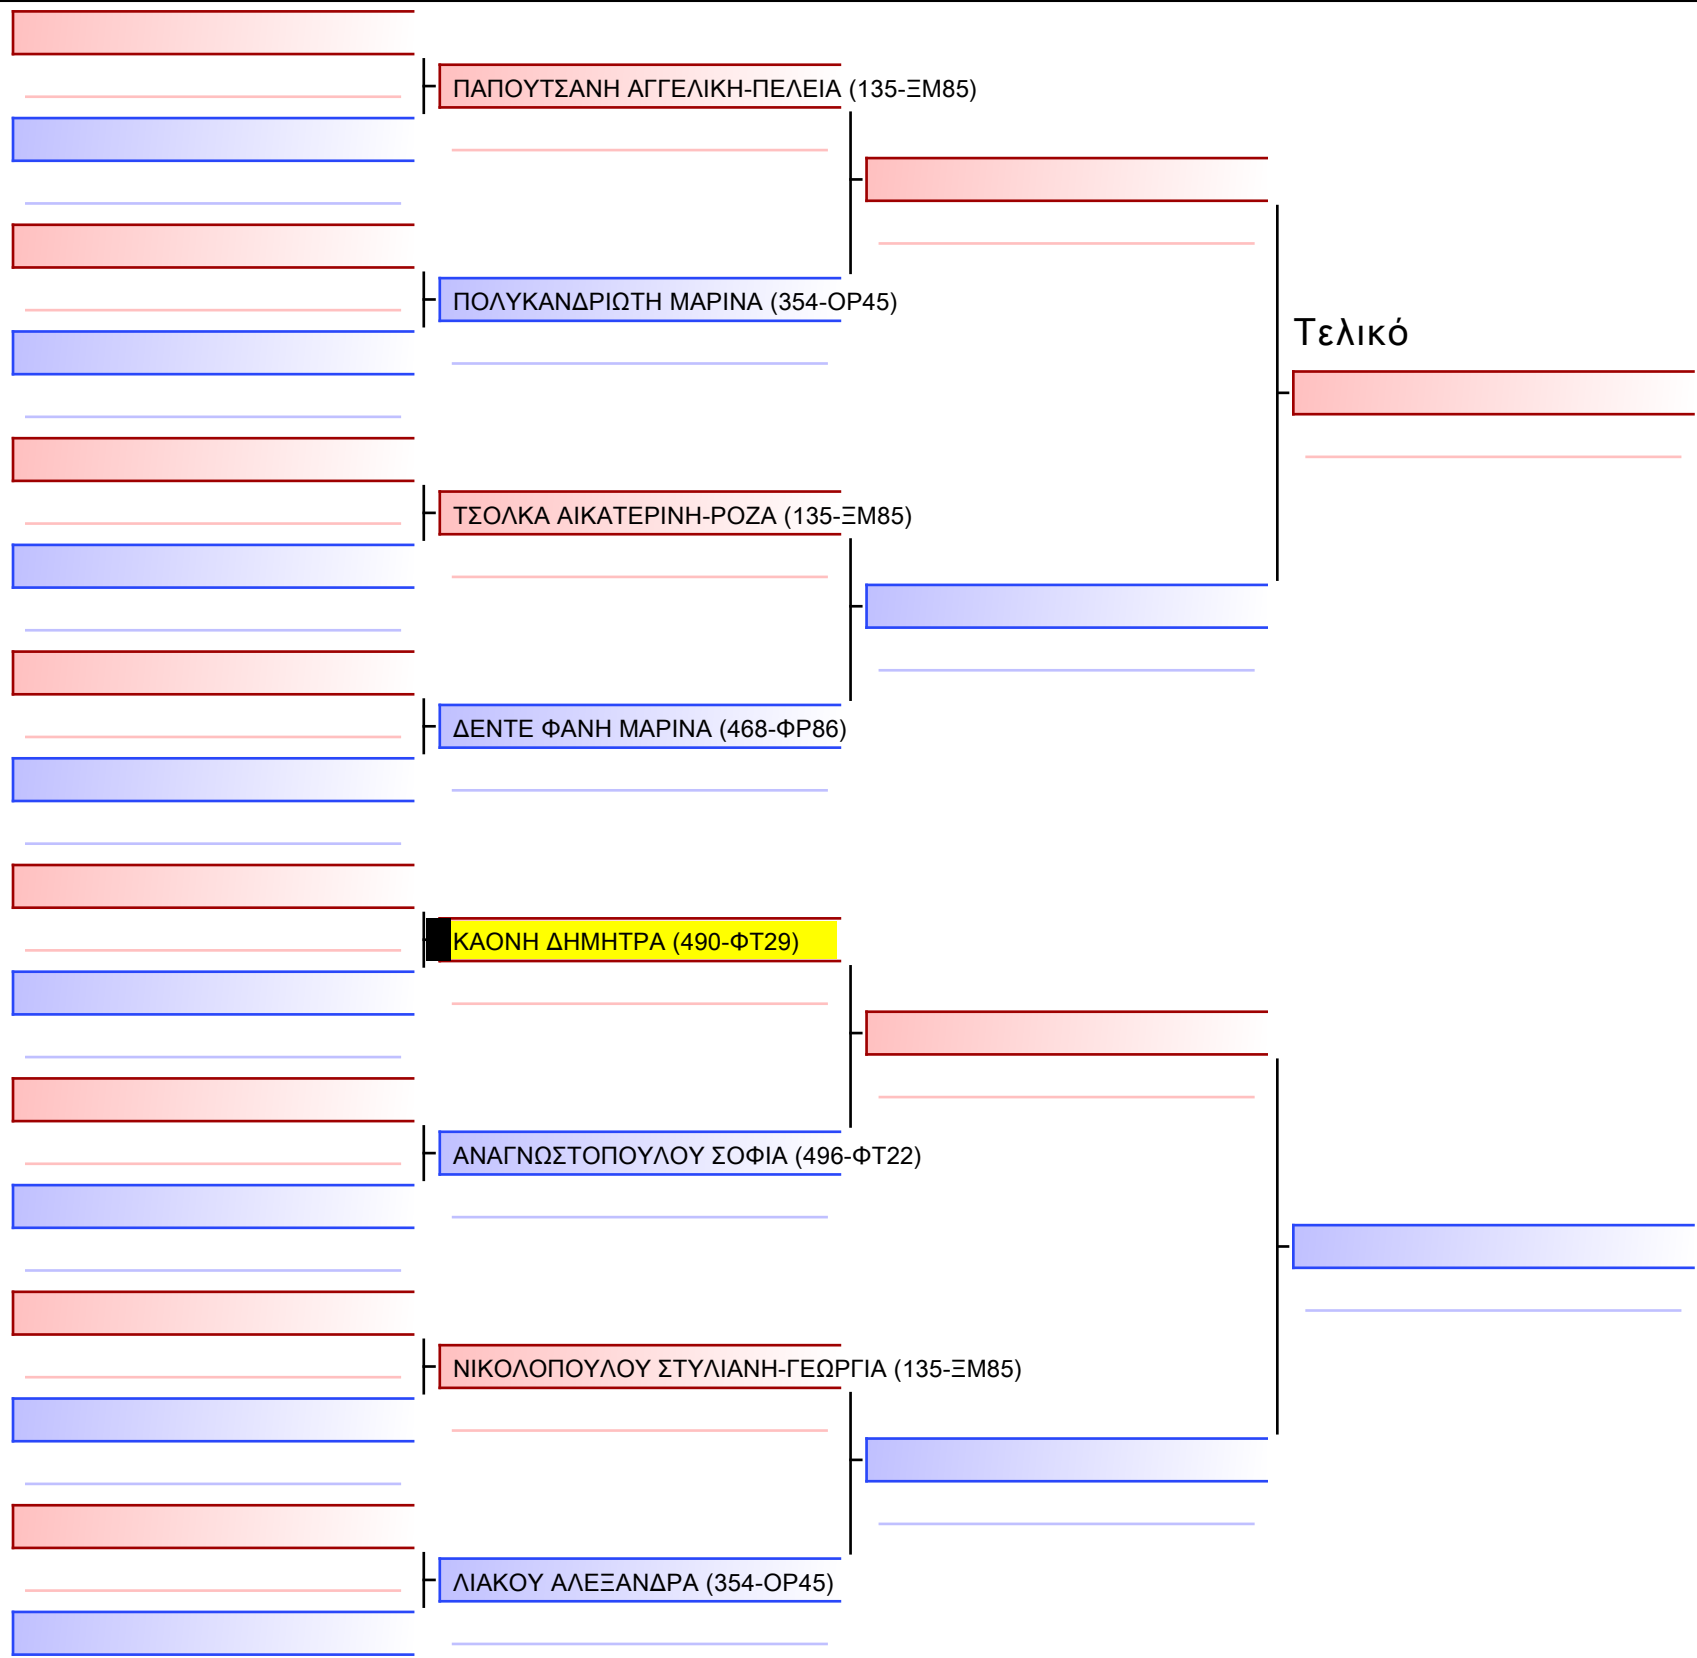 ΠΑΠΟΥΤΣΑΝΗ ΑΓΓΕΛΙΚΗ-ΠΕΛΕΙΑ (135-ΞΜ85)
ΠΟΛΥΚΑΝΔΡΙΩΤΗ ΜΑΡΙΝΑ (354-ΟΡ45)
Τελικό
ΤΣΟΛΚΑ ΑΙΚΑΤΕΡΙΝΗ-ΡΟΖΑ (135-ΞΜ85)
ΔΕΝΤΕ ΦΑΝΗ ΜΑΡΙΝΑ (468-ΦΡ86)
ΚΑΟΝΗ ΔΗΜΗΤΡΑ (490-ΦΤ29)
ΑΝΑΓΝΩΣΤΟΠΟΥΛΟΥ ΣΟΦΙΑ (496-ΦΤ22)
ΝΙΚΟΛΟΠΟΥΛΟΥ ΣΤΥΛΙΑΝΗ-ΓΕΩΡΓΙΑ (135-ΞΜ85)
ΛΙΑΚΟΥ ΑΛΕΞΑΝΔΡΑ (354-ΟΡ45)